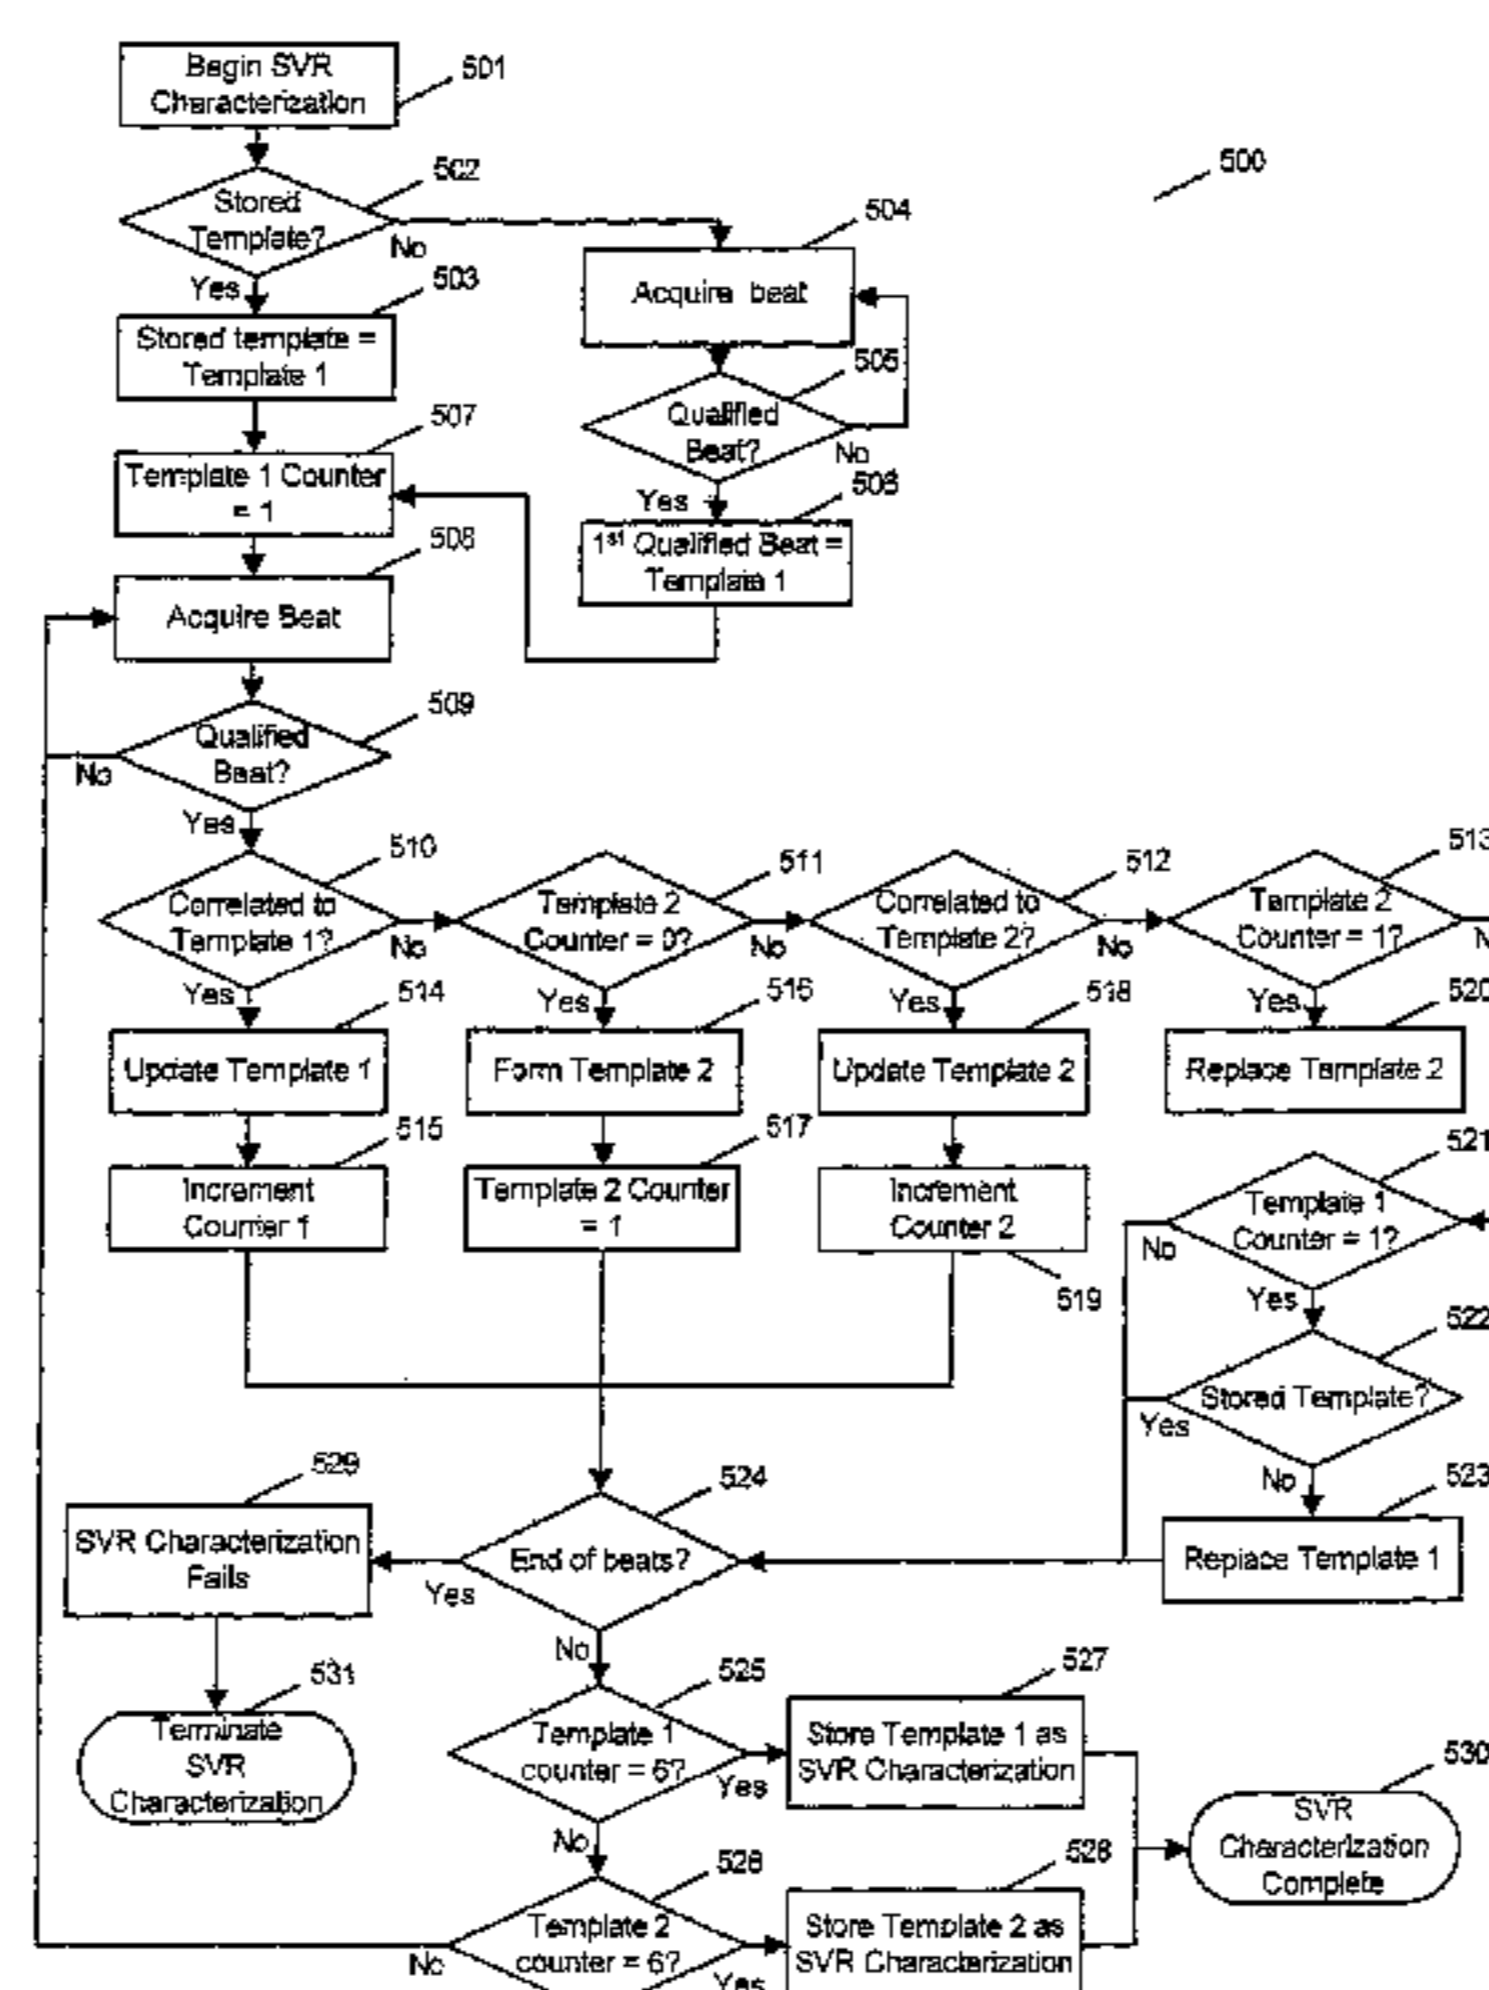 Begin SVR
Characterization
501
500
502
Stored
Template?
No
Yes
504
Acquire beat
503
Stored template =
Template 1
505
Qualified
Beat?
No
Yes
506
1st Qualified Beat =
Template 1
507
Template 1 Counter
= 1
508
Acquire Beat
509
Qualified
Beat?
No
Yes
510
Correlated to
Template 1?
No
Yes
511
Template 2
Counter = 0?
No
Yes
512
Correlated to
Template 2?
No
Yes
513
Template 2
Counter = 1?
Yes
514
Update Template 1
516
Form Template 2
518
Update Template 2
520
Replace Template 2
515
Increment
Counter 1
517
Template 2 Counter
= 1
Increment
Counter 2
519
521
Template 1
Counter = 1?
No
Yes
522
Stored Template?
Yes
No
523
Replace Template 1
524
End of beats?
Yes
No
529
SVR Characterization
Fails
531
Terminate
SVR
Characterization
525
Template 1
counter = 6?
Yes
No
527
Store Template 1 as
SVR Characterization
526
Template 2
counter = 6?
No
Yes
528
Store Template 2 as
SVR Characterization
530
SVR
Characterization
Complete